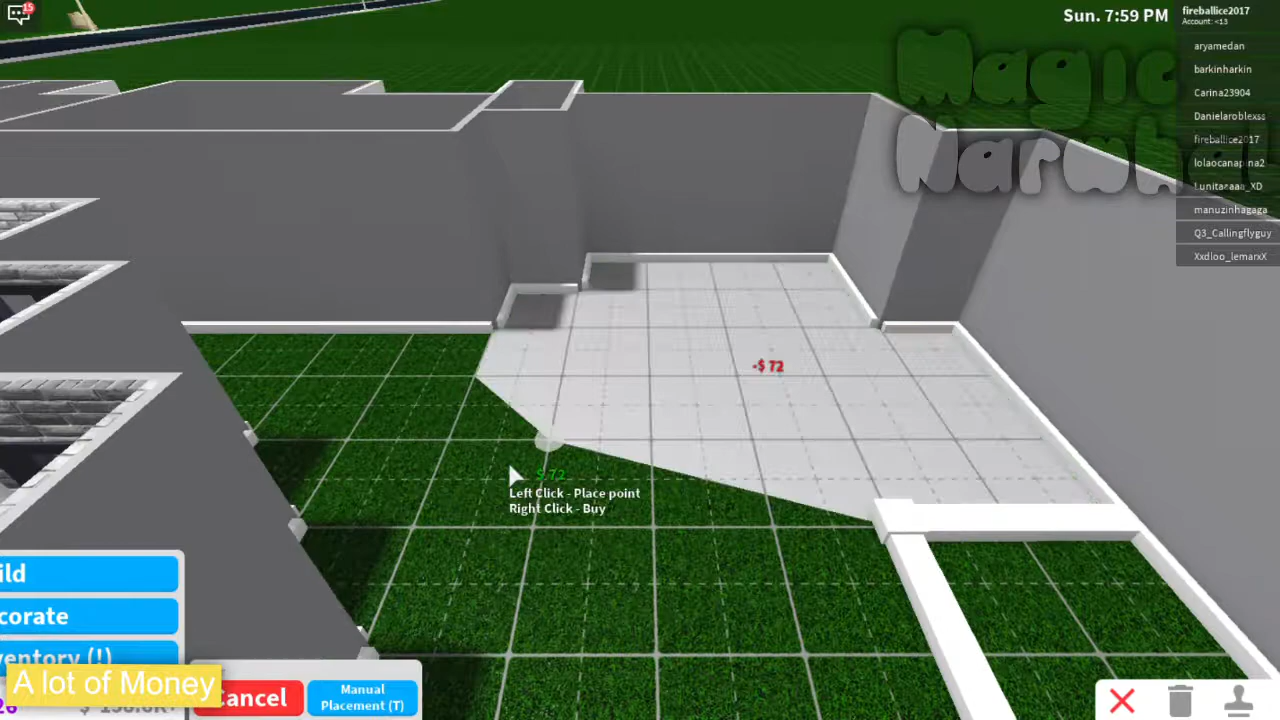 15
Sun. 7:59 PM
fireballice2017
Account: <13
aryamedan
barkinharkin
Carina23904
Danielaroblexss
fireballice2017
lolaocanapina2
manuzinhagaga
Q3_Callingflyguy
Xxdloo_lemarxX
Magic
Narwhal
-$ 72
$ 72
Left Click - Place point
Right Click - Buy
ild
corate
ventory (!)
A lot of Money
Cancel
Manual
Placement (T)